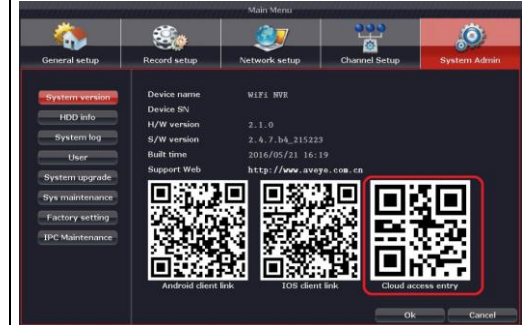 Main Menu
General setup
Record setup
Network setup
Channel Setup
System Admin
System version
HDD info
System log
User
System upgrade
Sys maintenance
Factory setting
IPC Maintenance
Device name WiFi NVR
Device SN
H/W version 2.1.0
S/W version 2.4.7.b4_215223
Built time 2016/05/21 16:19
Support Web http://www.aveye.com.cn
Android client link
IOS client link
Cloud access entry
Ok
Cancel